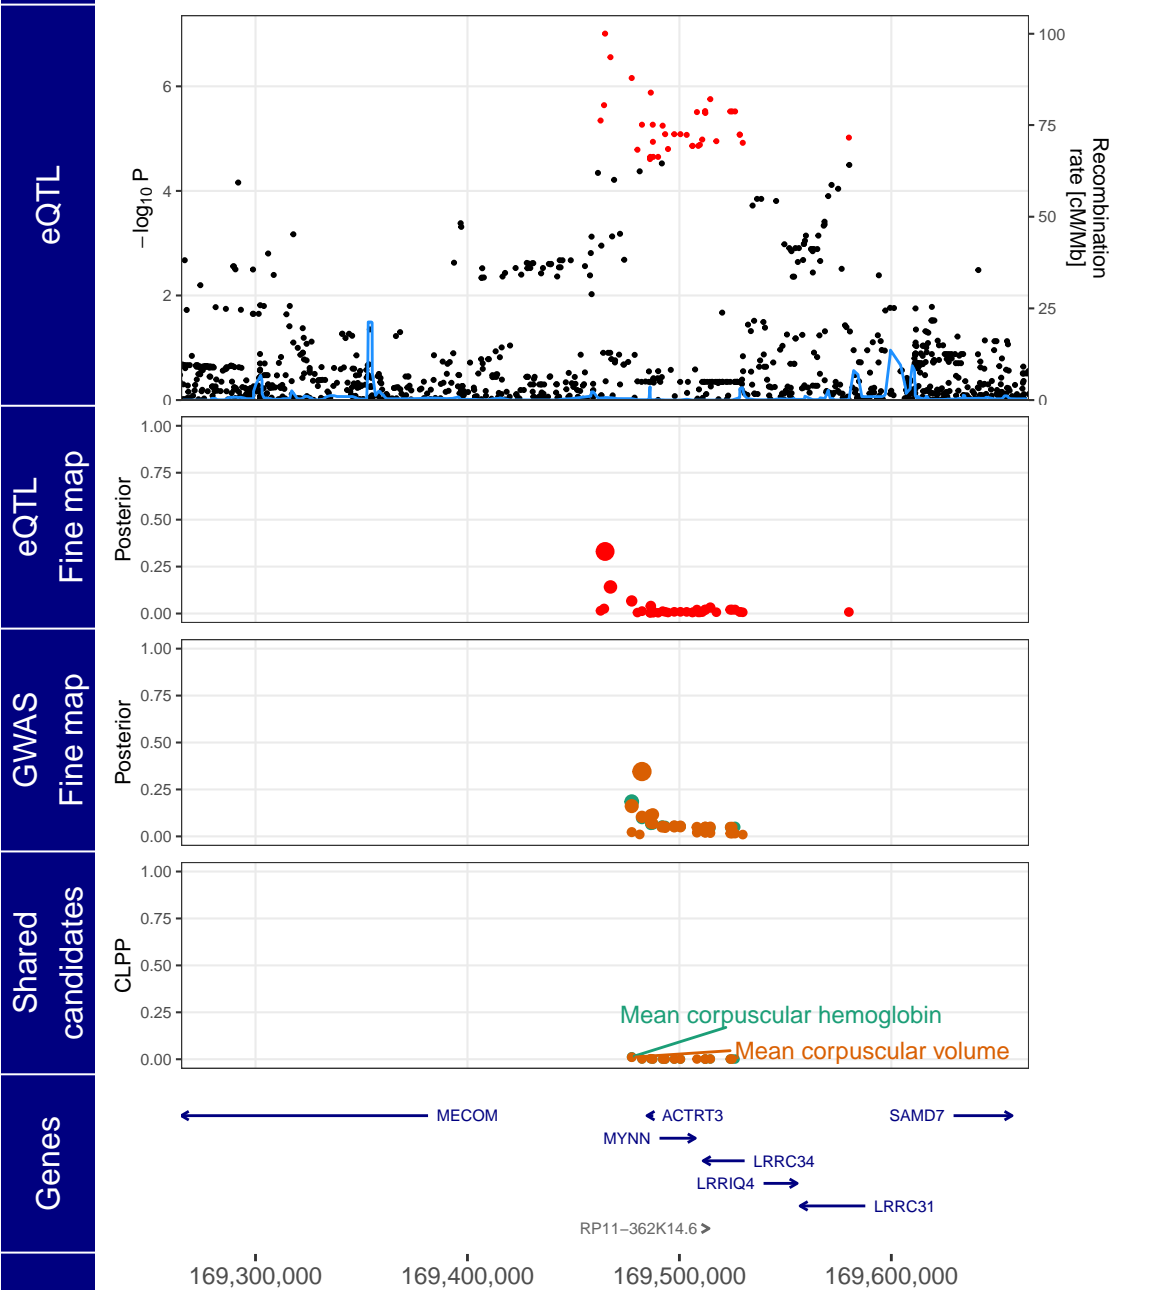 eQTL
−log10 P
6
4
2
0
100
75
50
25
0
Recombination
rate [cM/Mb]
eQTL
Fine map
Posterior
1.00
0.75
0.50
0.25
0.00
GWAS
Fine map
Posterior
1.00
0.75
0.50
0.25
0.00
Shared
candidates
CLPP
1.00
0.75
0.50
0.25
0.00
Mean corpuscular hemoglobin
Mean corpuscular volume
Genes
MECOM
ACTRT3
SAMD7
MYNN
LRRC34
LRRIQ4
LRRC31
RP11−362K14.6
169,300,000
169,400,000
169,500,000
169,600,000